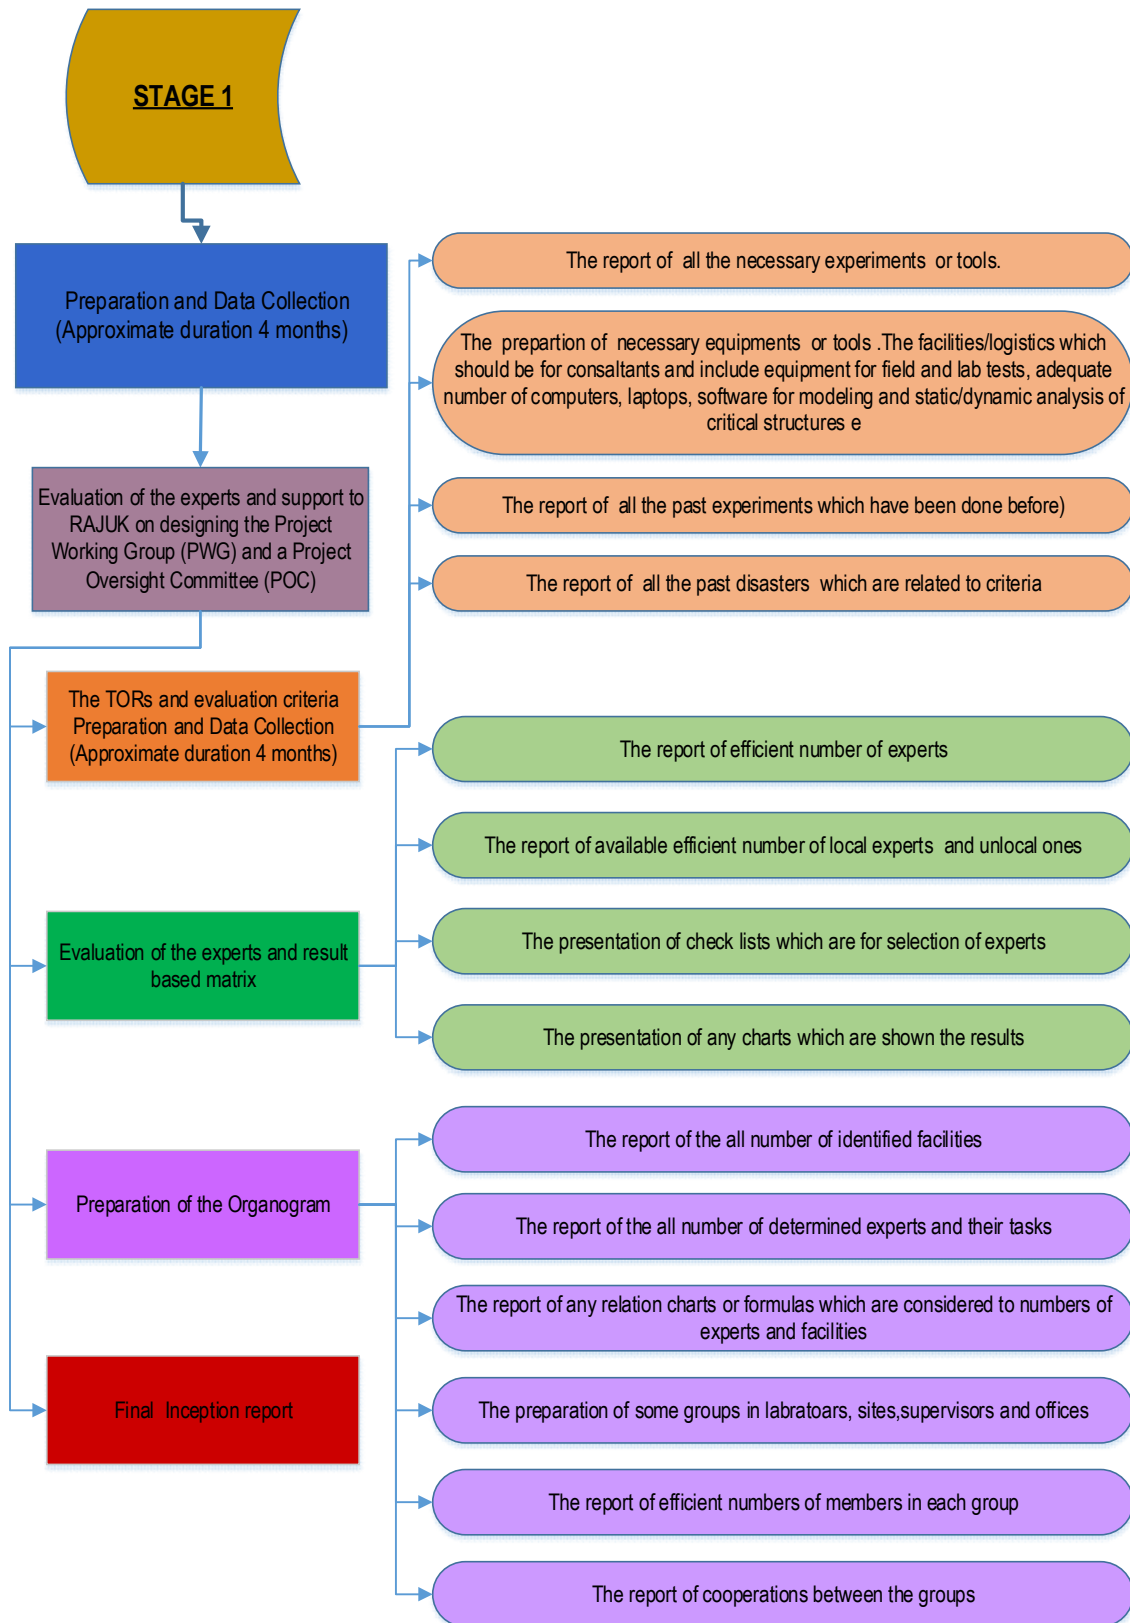 STAGE 1
Preparation and Data Collection
(Approximate duration 4 months)
Evaluation of the experts and support to
RAJUK on designing the Project
Working Group (PWG) and a Project
Oversight Committee (POC)
The TORs and evaluation criteria
Preparation and Data Collection
(Approximate duration 4 months)
The report of all the necessary experiments or tools.
The prepartion of necessary equipments or tools .The facilities/logistics which
should be for consaltants and include equipment for field and lab tests, adequate
number of computers, laptops, software for modeling and static/dynamic analysis of
critical structures e
The report of all the past experiments which have been done before)
The report of all the past disasters which are related to criteria
Evaluation of the experts and result
based matrix
The report of efficient number of experts
The report of available efficient number of local experts and unlocal ones
The presentation of check lists which are for selection of experts
The presentation of any charts which are shown the results
Preparation of the Organogram
The report of the all number of identified facilities
The report of the all number of determined experts and their tasks
The report of any relation charts or formulas which are considered to numbers of
experts and facilities
The preparation of some groups in labratoars, sites,supervisors and offices
The report of efficient numbers of members in each group
The report of cooperations between the groups
Final Inception report